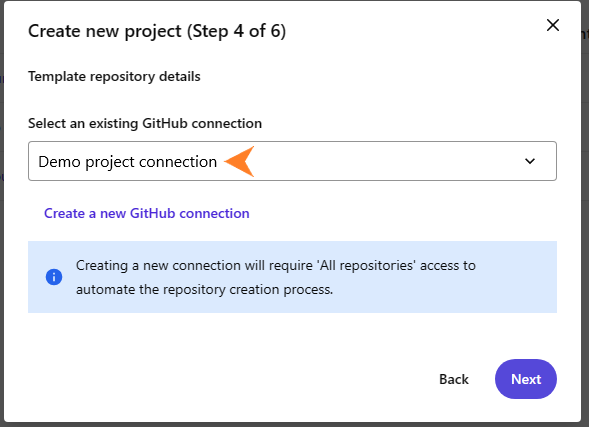 Create new project (Step 4 of 6)
Template repository details
Select an existing GitHub connection
Demo project connection
Create a new GitHub connection
Creating a new connection will require 'All repositories' access to
automate the repository creation process.
Back
Next